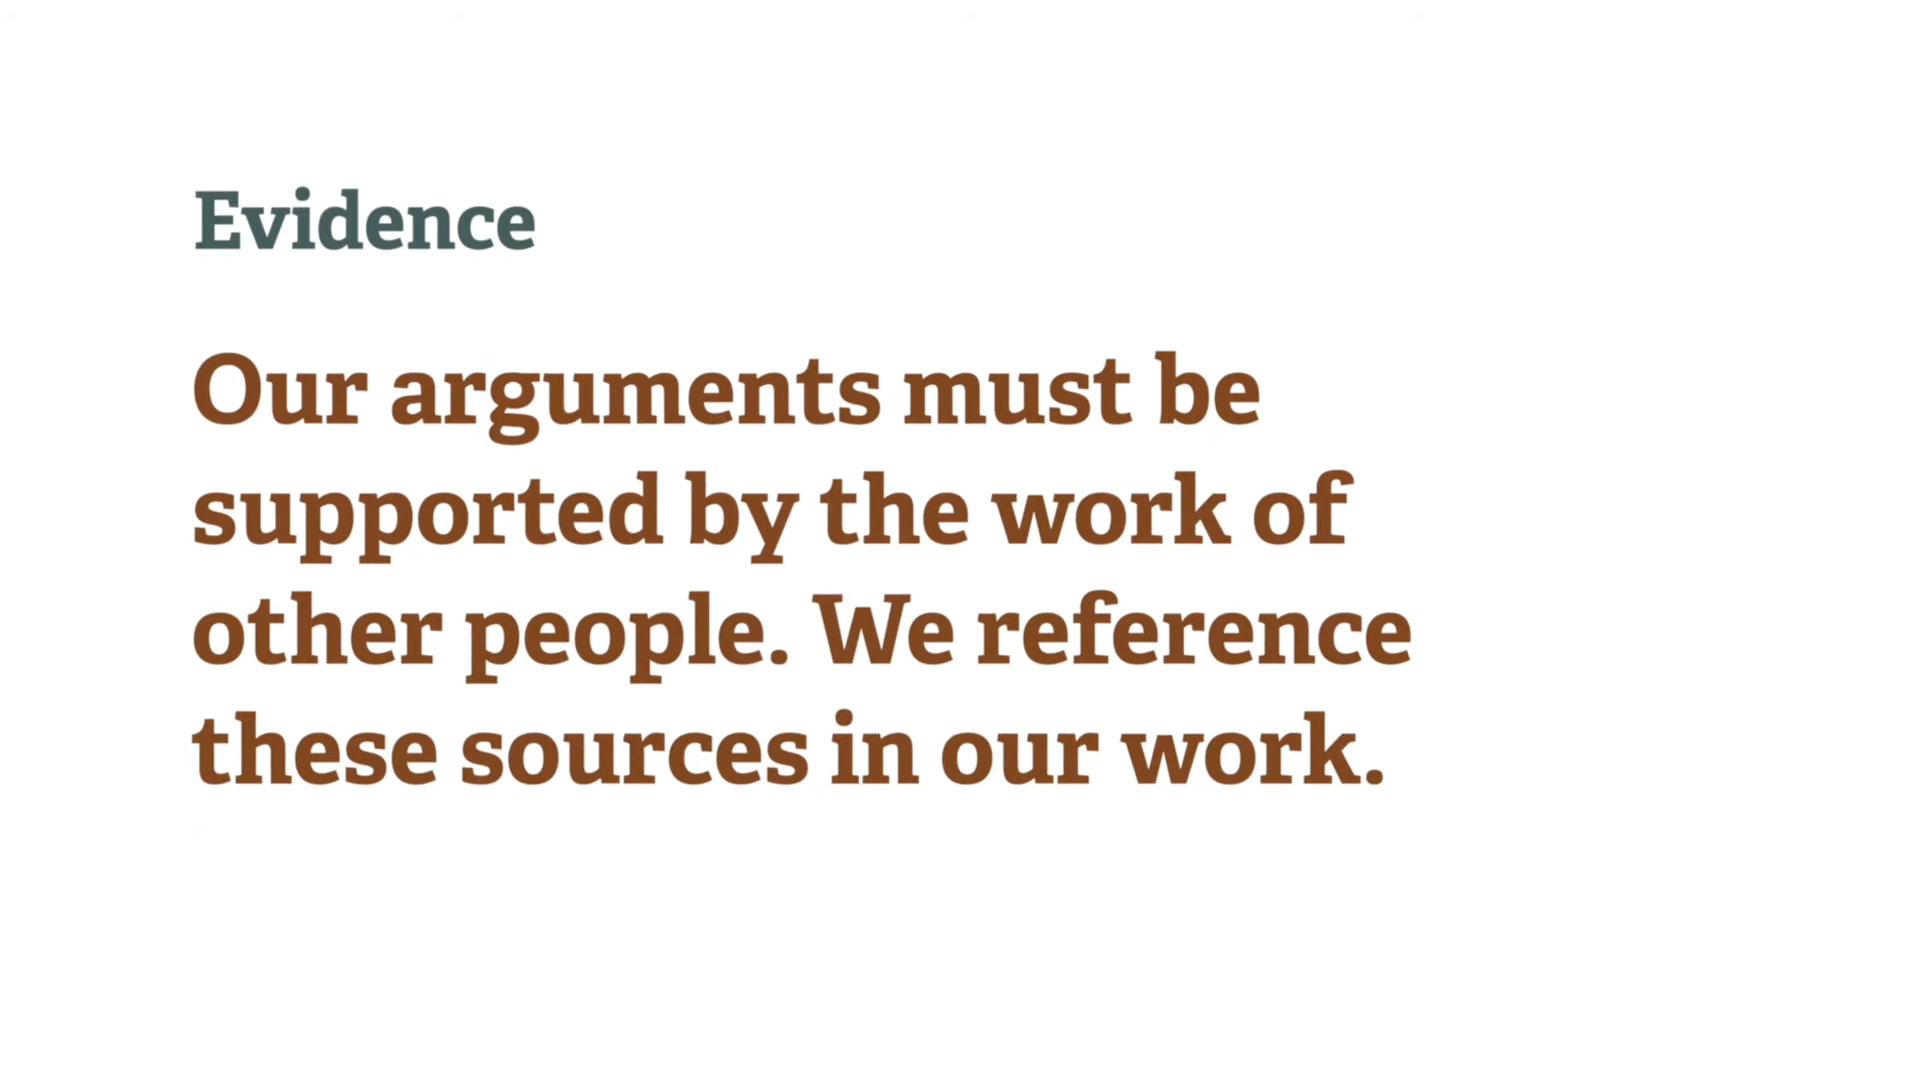 Evidence
Our arguments must be
supported by the work of
other people. We reference
these sources in our work.